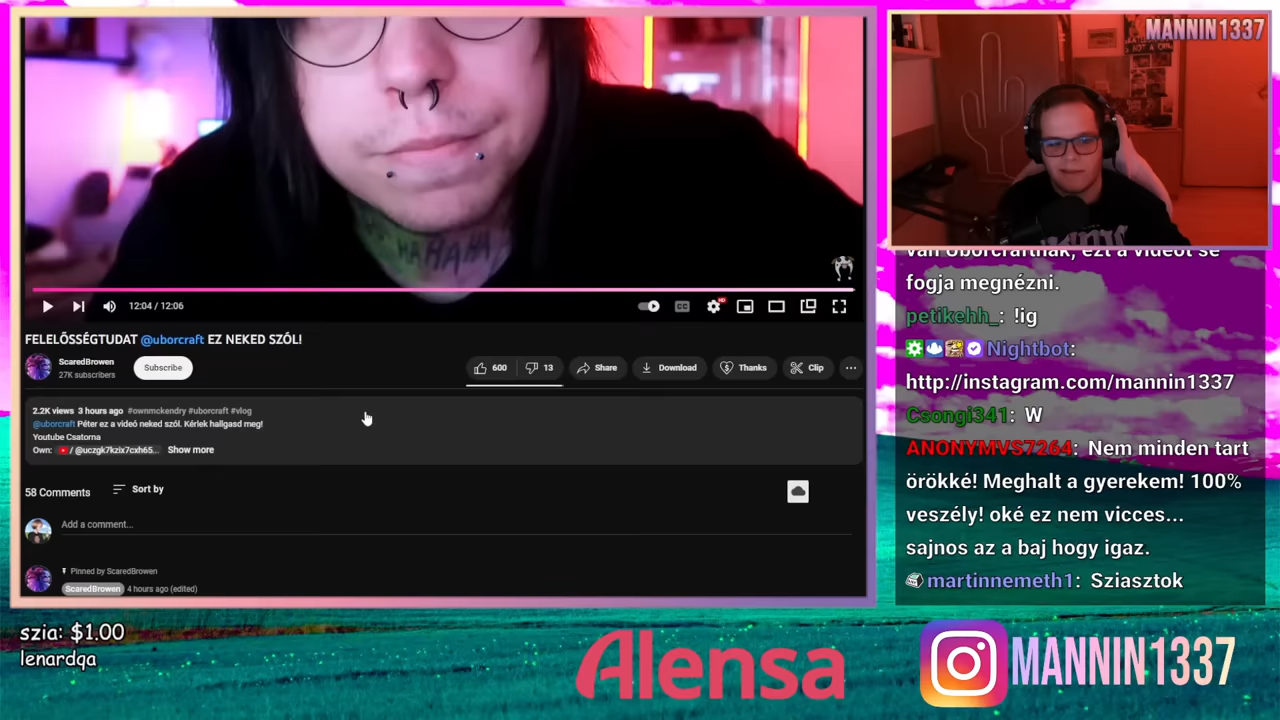 HAHAHA
12:04 / 12:06
CC
HD
FELELŐSSÉGTUDAT @uborcraft EZ NEKED SZÓL!
ScaredBrowen
27K subscribers
Subscribe
600
13
Share
Download
Thanks
Clip
2.2K views 3 hours ago #ownmckendry #uborcraft #vlog
@uborcraft Péter ez a videó neked szól. Kérlek hallgasd meg!
Youtube Csatorna
Own: / @uczgk7kzix7cxh65... Show more
58 Comments
Sort by
Add a comment...
Pinned by ScaredBrowen
ScaredBrowen 4 hours ago (edited)
MANNIN1337
van Uborcraftnak, ezt a videót se
fogja megnézni.
petikehh_: !ig
Nightbot:
http://instagram.com/mannin1337
Csongi341: W
ANONYMVS7264: Nem minden tart
örökké! Meghalt a gyerekem! 100%
veszély! oké ez nem vicces...
sajnos az a baj hogy igaz.
martinnemeth1: Sziasztok
szia: $1.00
lenardqa
Alensa
MANNIN1337